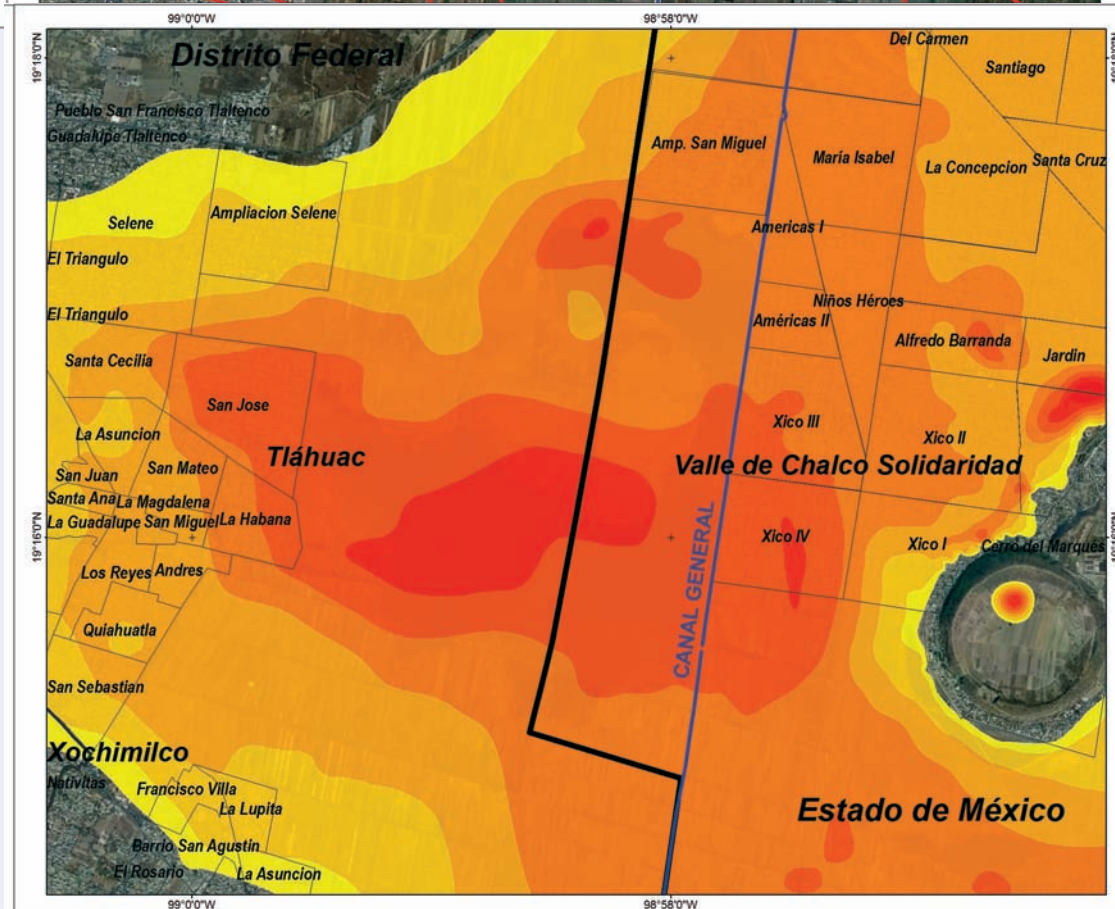 99°0'0"W
98°58'0"W
19°18'0"N
Distrito Federal
Del Carmen
Santiago
Pueblo San Francisco Tlaltenco
Guadalupe Tlaltenco
Amp. San Miguel
María Isabel
La Concepcion
Santa Cruz
Selene
Ampliacion Selene
Americas I
El Triangulo
Niños Héroes
El Triangulo
Américas II
Alfredo Barranda
Jardin
Santa Cecilia
San Jose
Xico III
Xico II
La Asuncion
Tláhuac
Valle de Chalco Solidaridad
San Juan
San Mateo
Santa Ana
La Magdalena
La Guadalupe
San Miguel
La Habana
CANAL GENERAL
Xico IV
Xico I
Cerro del Marques
19°16'0"N
19°16'0"N
Los Reyes
Andres
Quiahuatla
San Sebastian
Xochimilco
Nativitas
Francisco Villa
La Lupita
Estado de México
Barrio San Agustin
El Rosario
La Asuncion
99°0'0"W
98°58'0"W